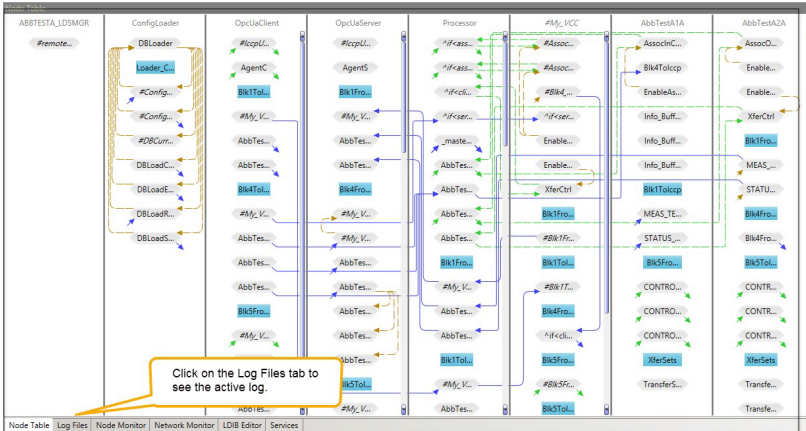 Node Table
ABBTESTA_LDSMGR
#remote...
ConfigLoader
DBLoader
Loader_C...
#Config...
#Config...
#DBCurr...
DBLoadC...
DBLoadE...
DBLoadR...
DBLoadS...
OpcUaClient
#IccpU...
AgentC
Blk1Tol...
#My_V...
AbbTes...
AbbTes...
Blk4Tol...
#My_V...
AbbTes...
AbbTes...
AbbTes...
Blk5Fro...
#My_V...
AbbTes...
OpcUaServer
#IccpU...
AgentS
Blk1Fro...
#My_V...
AbbTes...
AbbTes...
Blk4Fro...
AbbTes...
#My_V...
AbbTes...
AbbTes...
AbbTes...
AbbTes...
AbbTes...
Blk5Tol...
#My_V...
Processor
^if<ass...
^if<ass...
^if<cli...
^if<ser...
_maste...
AbbTes...
AbbTes...
AbbTes...
AbbTes...
Blk1Fro...
#My_V...
AbbTes...
AbbTes...
Blk1Tol...
#My_V...
AbbTes...
#My_VCC
#Assoc...
#Assoc...
#Blk4_...
^if<ser...
Enable...
Enable...
XferCtrl
Blk1Fro...
#Blk1Fr...
Blk1Tol...
#Blk1T...
Blk4Fro...
^if<cli...
Blk5Fro...
#Blk5Fr...
Blk5Tol...
AbbTestA1A
AssocInC...
Blk4ToIccp
EnableAs...
Info_Buff...
Info_Buff...
Info_Buff...
Blk1ToIccp
MEAS_TE...
STATUS_...
Blk5Fro...
CONTRO...
CONTRO...
CONTRO...
XferSets
TransferS...
AbbTestA2A
AssocO...
Enable...
Enable...
XferCtrl
Blk1Fro...
MEAS_...
STATU...
Blk4Fro...
Blk4Fro...
Blk5Tol...
CONTR...
CONTR...
CONTR...
XferSets
Transfe...
Transfe...
Click on the Log Files tab to
see the active log.
Node Table Log Files Node Monitor Network Monitor LDIB Editor Services